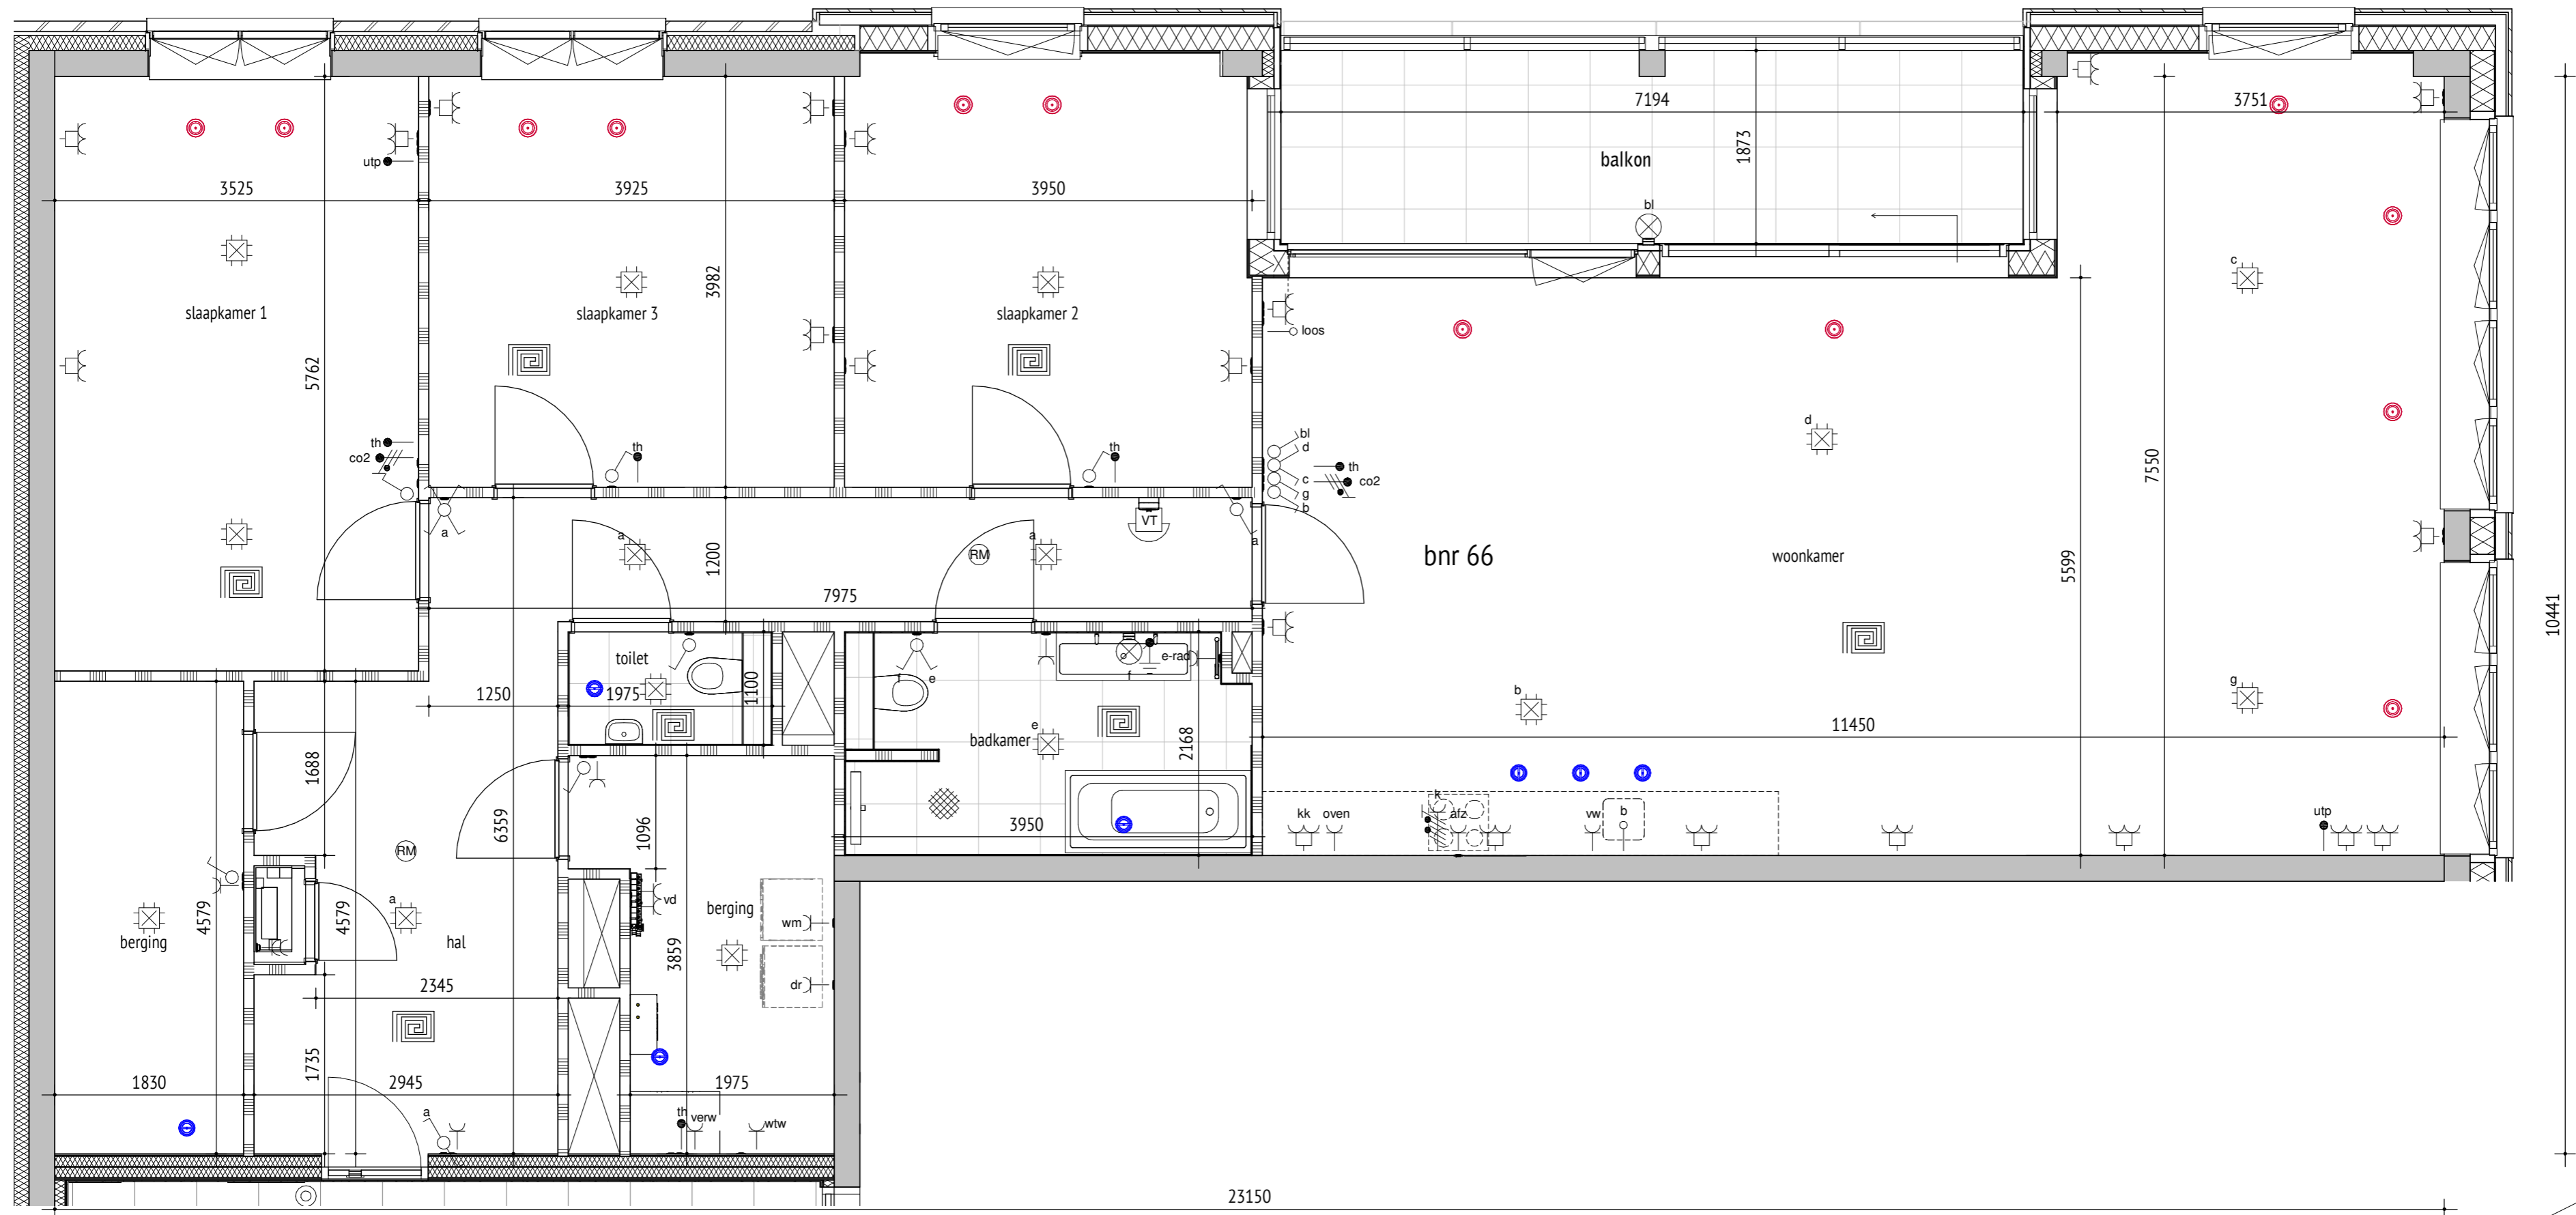 7194
3751
balkon
1873
utp
3525
3925
3950
bl
c
slaapkamer 1
slaapkamer 3
3982
slaapkamer 2
loos
5762
d
th
co2
th
th
bl
d
c
g
b
th
co2
7550
a
a
1200
RM
a
VT
a
bnr 66
woonkamer
5599
7975
10441
toilet
e-rad
1250
1975
1100
f
e
f
b
g
11450
badkamer
e
2168
1688
6359
1096
3950
kk
oven
k
afz
vw
b
utp
RM
4579
4579
a
hal
berging
vd
berging
wm
3859
dr
2345
1735
1830
2945
1975
a
th
verw
wtw
23150